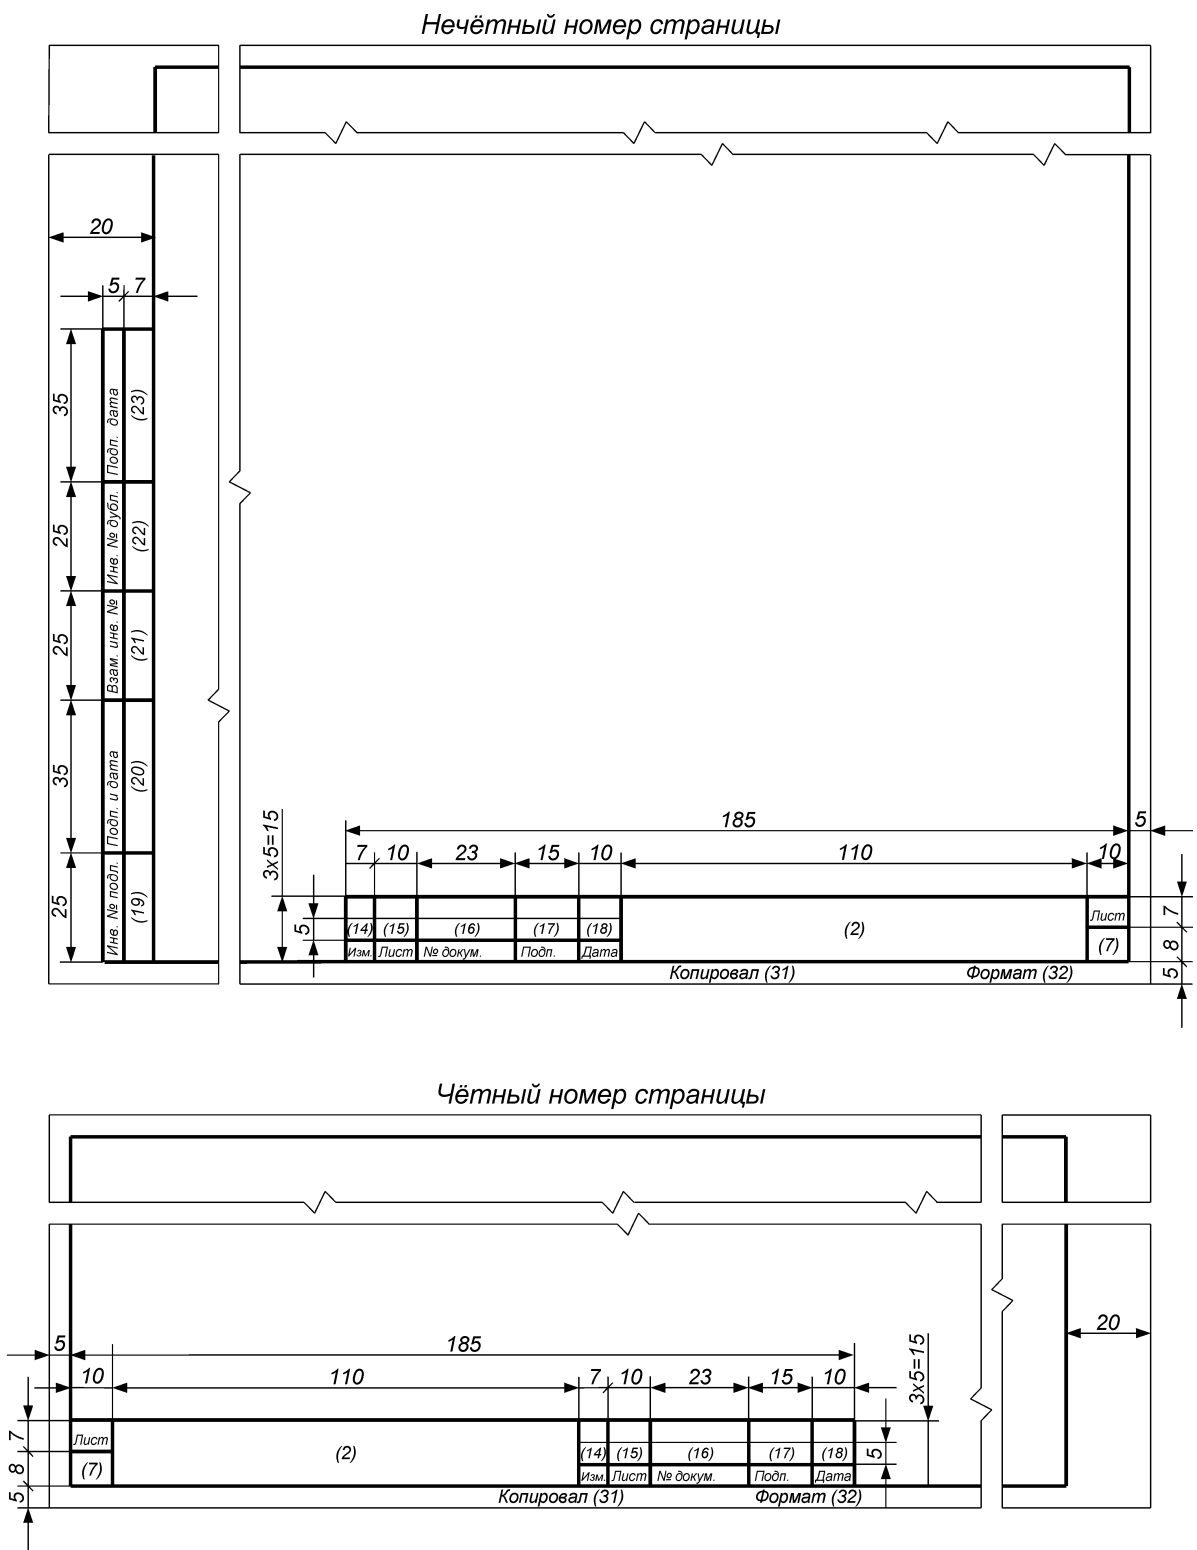 Нечётный номер страницы
20
5 7
35
Подп. дата
(23)
25
Инв. № дубл.
(22)
25
Взам. инв. №
(21)
35
Подп. и дата
(20)
25
Инв. № подл.
(19)
3х5=15
185 5
7 10 23 15 10 110 10
5
(14) (15) (16) (17) (18)
Изм. Лист № докум. Подп. Дата
(2)
Лист
(7)
7
8
5
Копировал (31) Формат (32)
Чётный номер страницы
20
5 185
10 110 7 10 23 15 10
3х5=15
7
8
5
Лист
(7)
(2)
(14) (15) (16) (17) (18)
Изм. Лист № докум. Подп. Дата
5
Копировал (31) Формат (32)